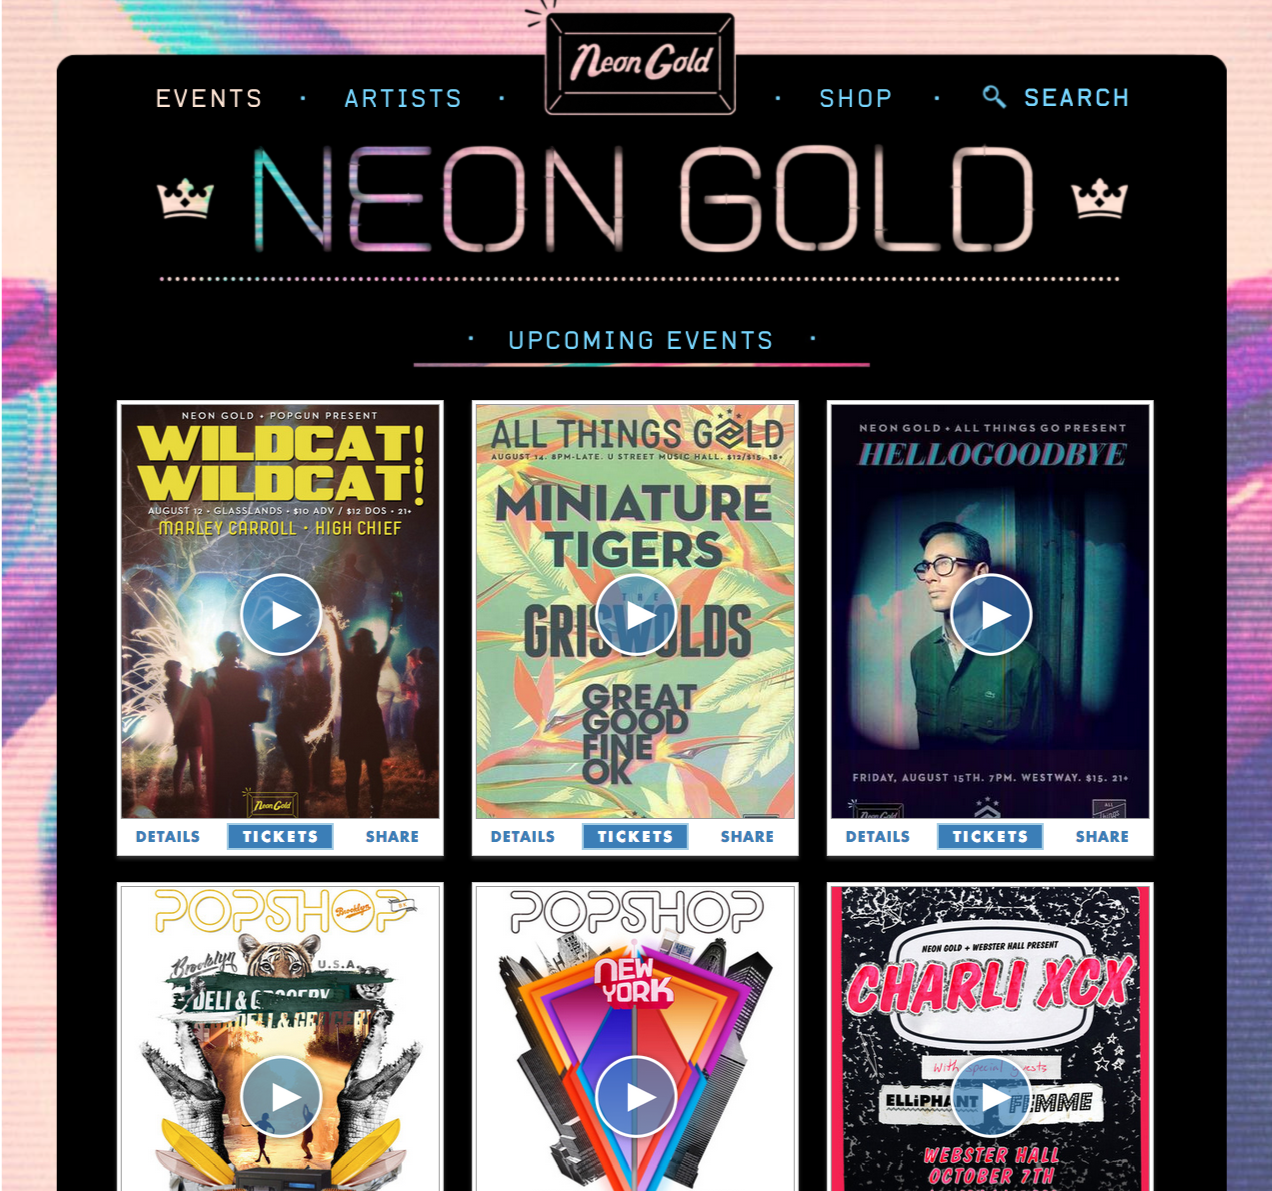 Neon Gold
EVENTS · ARTISTS · · SHOP · SEARCH
NEON GOLD
· UPCOMING EVENTS ·
NEON GOLD + POPGUN PRESENT
WILDCAT!
WILDCAT!
AUGUST 12 • GLASSLANDS • $10 ADV / $12 DOS • 21+
MARLEY CARROLL • HIGH CHIEF
Neon Gold
DETAILS TICKETS SHARE
ALL THINGS GOLD
AUGUST 14. 8PM-LATE. U STREET MUSIC HALL. $12/$15. 18+
MINIATURE
TIGERS
THE
GRISWOLDS
GREAT
GOOD
FINE
OK
DETAILS TICKETS SHARE
NEON GOLD + ALL THINGS GO PRESENT
HELLOGOODBYE
FRIDAY, AUGUST 15TH. 7PM. WESTWAY. $15. 21+
Neon Gold
ALL
DETAILS TICKETS SHARE
POPSHOP
Brooklyn
Brooklyn U.S.A.
DELI & GROCERY
DELI & GROCERY
POPSHOP
NEW
YORK
NEON GOLD + WEBSTER HALL PRESENT
CHARLI XCX
With special guests
ELLiPHANT FEMME
WEBSTER HALL
OCTOBER 7TH